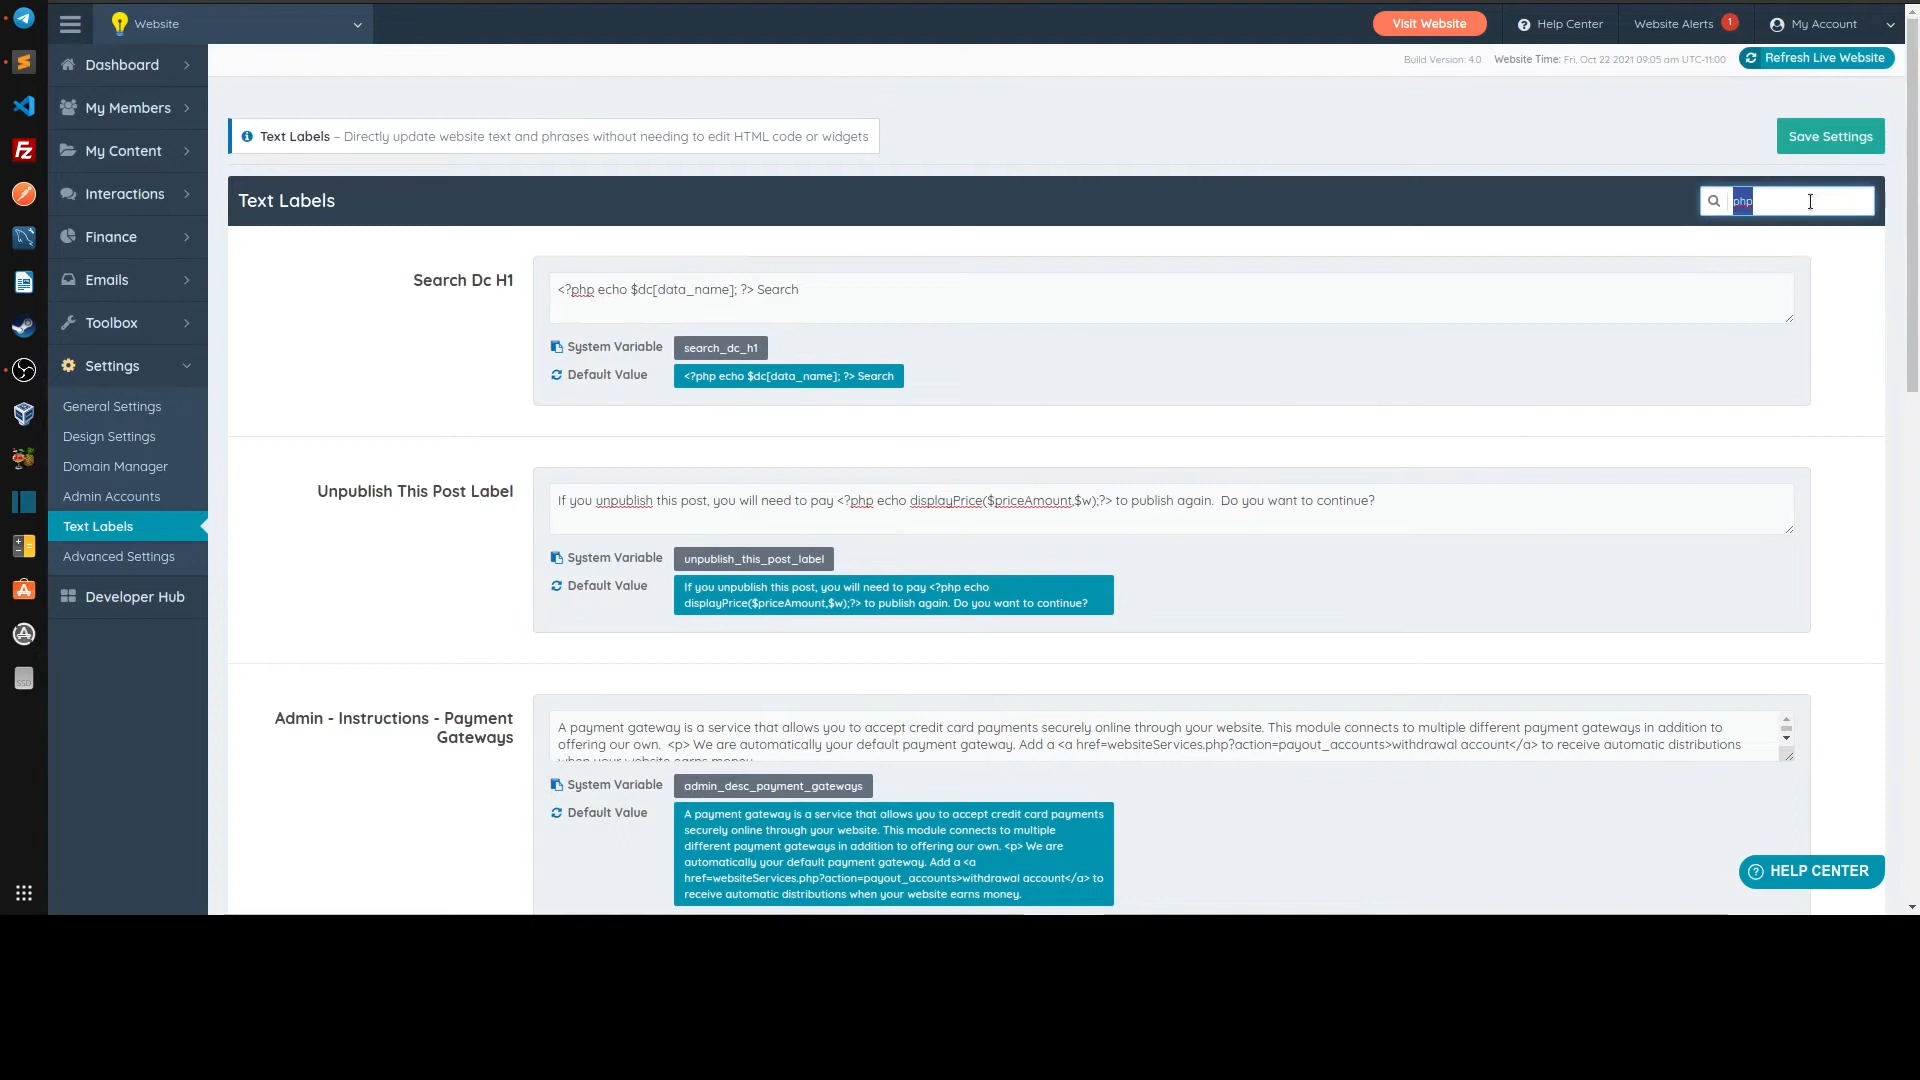 Website
Visit Website
Help Center
Website Alerts 1
My Account
Build Version: 4.0
Website Time: Fri, Oct 22 2021 09:05 am UTC-11:00
Refresh Live Website
Dashboard
My Members
My Content
Interactions
Finance
Emails
Toolbox
Settings
General Settings
Design Settings
Domain Manager
Admin Accounts
Text Labels
Advanced Settings
Developer Hub
Text Labels – Directly update website text and phrases without needing to edit HTML code or widgets
Save Settings
Text Labels
php
Search Dc H1
<?php echo $dc[data_name]; ?> Search
System Variable
search_dc_h1
Default Value
<?php echo $dc[data_name]; ?> Search
Unpublish This Post Label
If you unpublish this post, you will need to pay <?php echo displayPrice($priceAmount,$w);?> to publish again.  Do you want to continue?
System Variable
unpublish_this_post_label
Default Value
If you unpublish this post, you will need to pay <?php echo
displayPrice($priceAmount,$w);?> to publish again. Do you want to continue?
Admin - Instructions - Payment
Gateways
A payment gateway is a service that allows you to accept credit card payments securely online through your website. This module connects to multiple different payment gateways in addition to
offering our own.  <p> We are automatically your default payment gateway. Add a <a href=websiteServices.php?action=payout_accounts>withdrawal account</a> to receive automatic distributions
when your website earns money.
System Variable
admin_desc_payment_gateways
Default Value
A payment gateway is a service that allows you to accept credit card payments
securely online through your website. This module connects to multiple
different payment gateways in addition to offering our own. <p> We are
automatically your default payment gateway. Add a <a
href=websiteServices.php?action=payout_accounts>withdrawal account</a> to
receive automatic distributions when your website earns money.
HELP CENTER
FZ
SSD